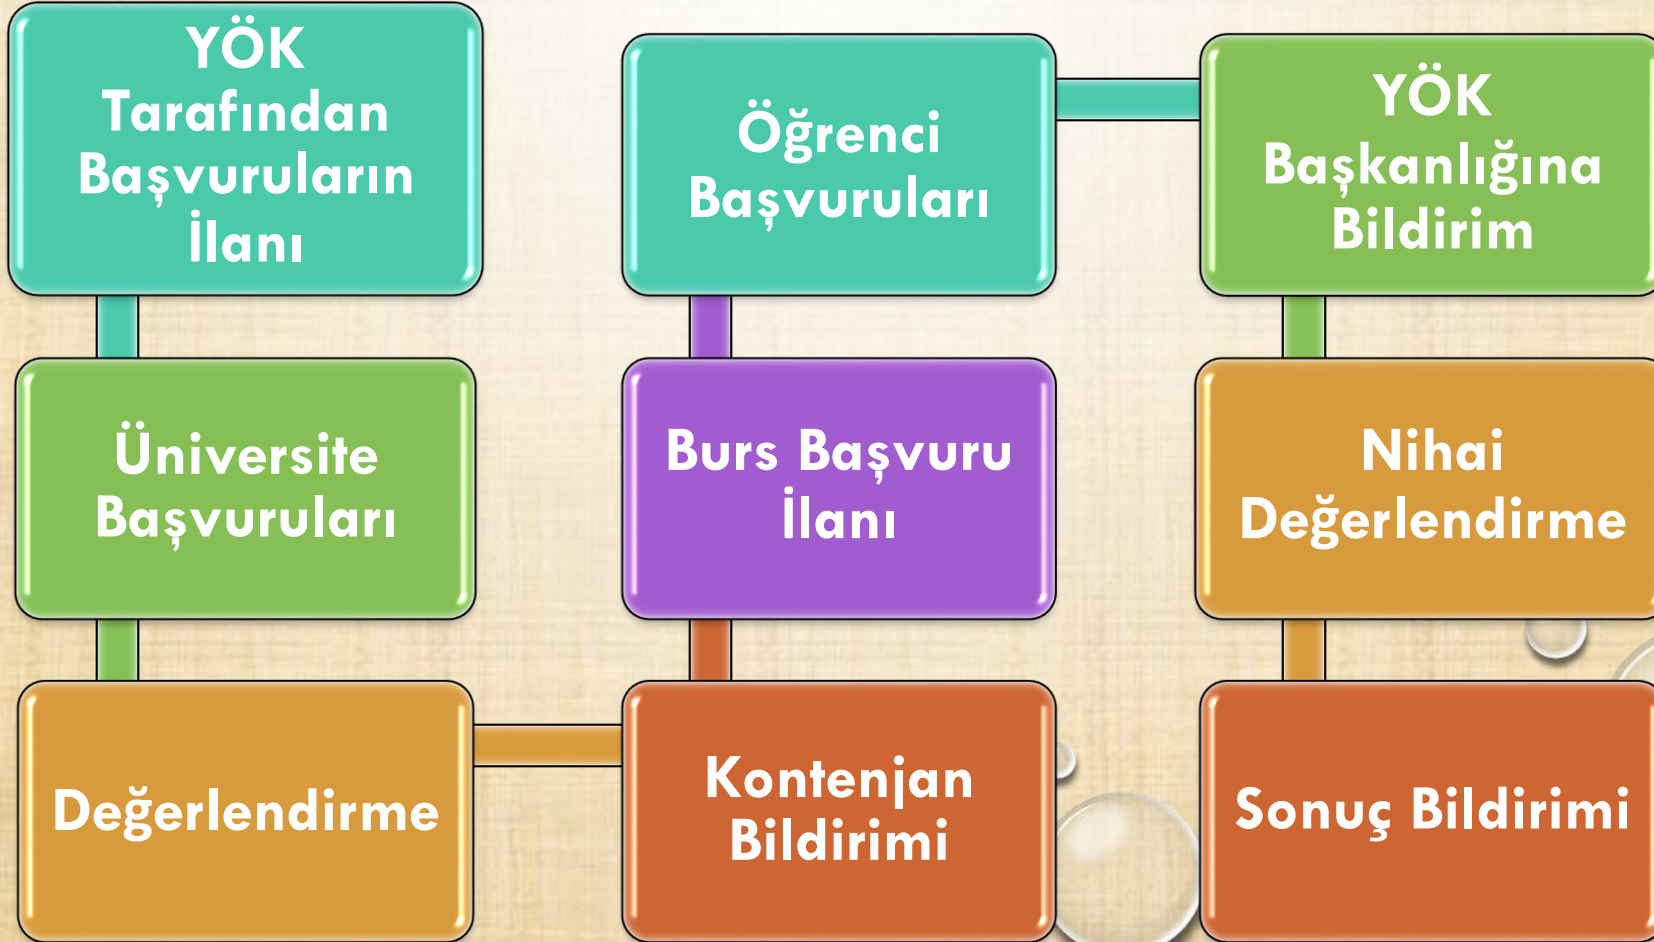 YÖK
Tarafından
Başvuruların
İlanı
Üniversite
Başvuruları
Değerlendirme
Kontenjan
Bildirimi
Burs Başvuru
İlanı
Öğrenci
Başvuruları
YÖK
Başkanlığına
Bildirim
Nihai
Değerlendirme
Sonuç Bildirimi